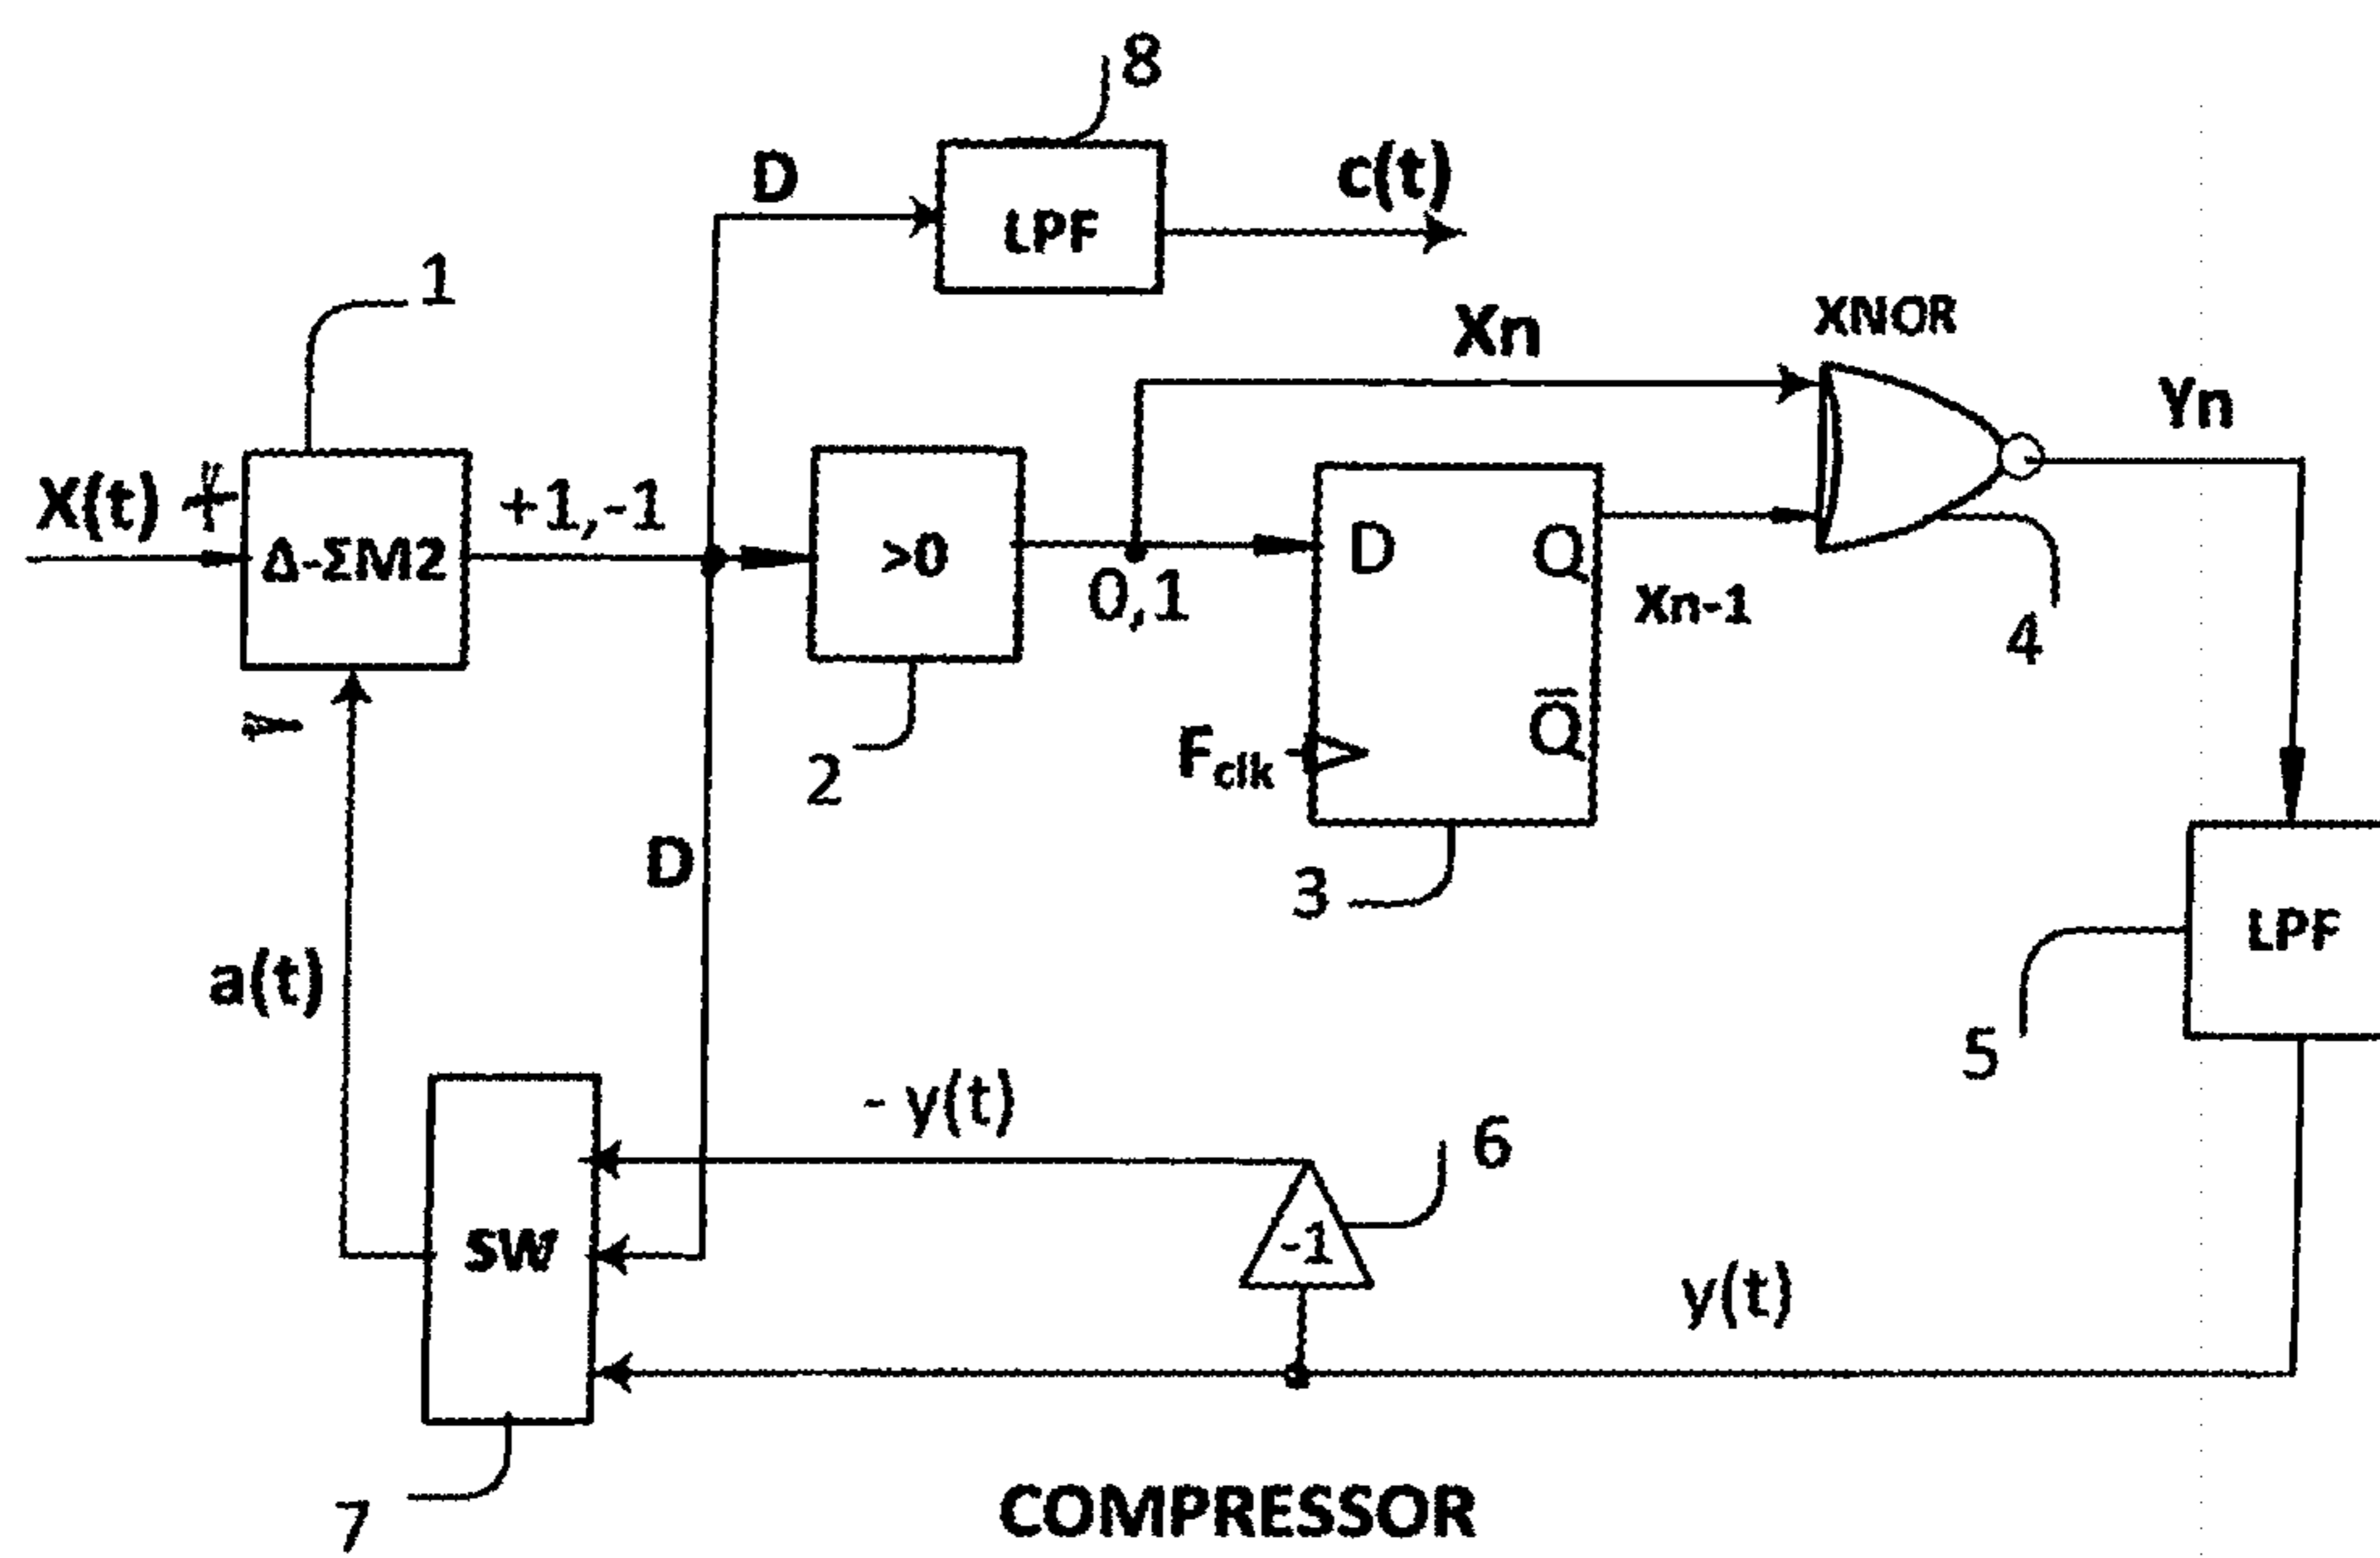 8
D
c(t)
LPF
1
Xn
XNOR
Yn
X(t) +
+1,-1
Δ-ΣM2
>0
D
Q
0,1
Xn-1
4
Q̅
Fclk
2
D
3
LPF
a(t)
5
- y(t)
6
SW
-1
y(t)
7
COMPRESSOR